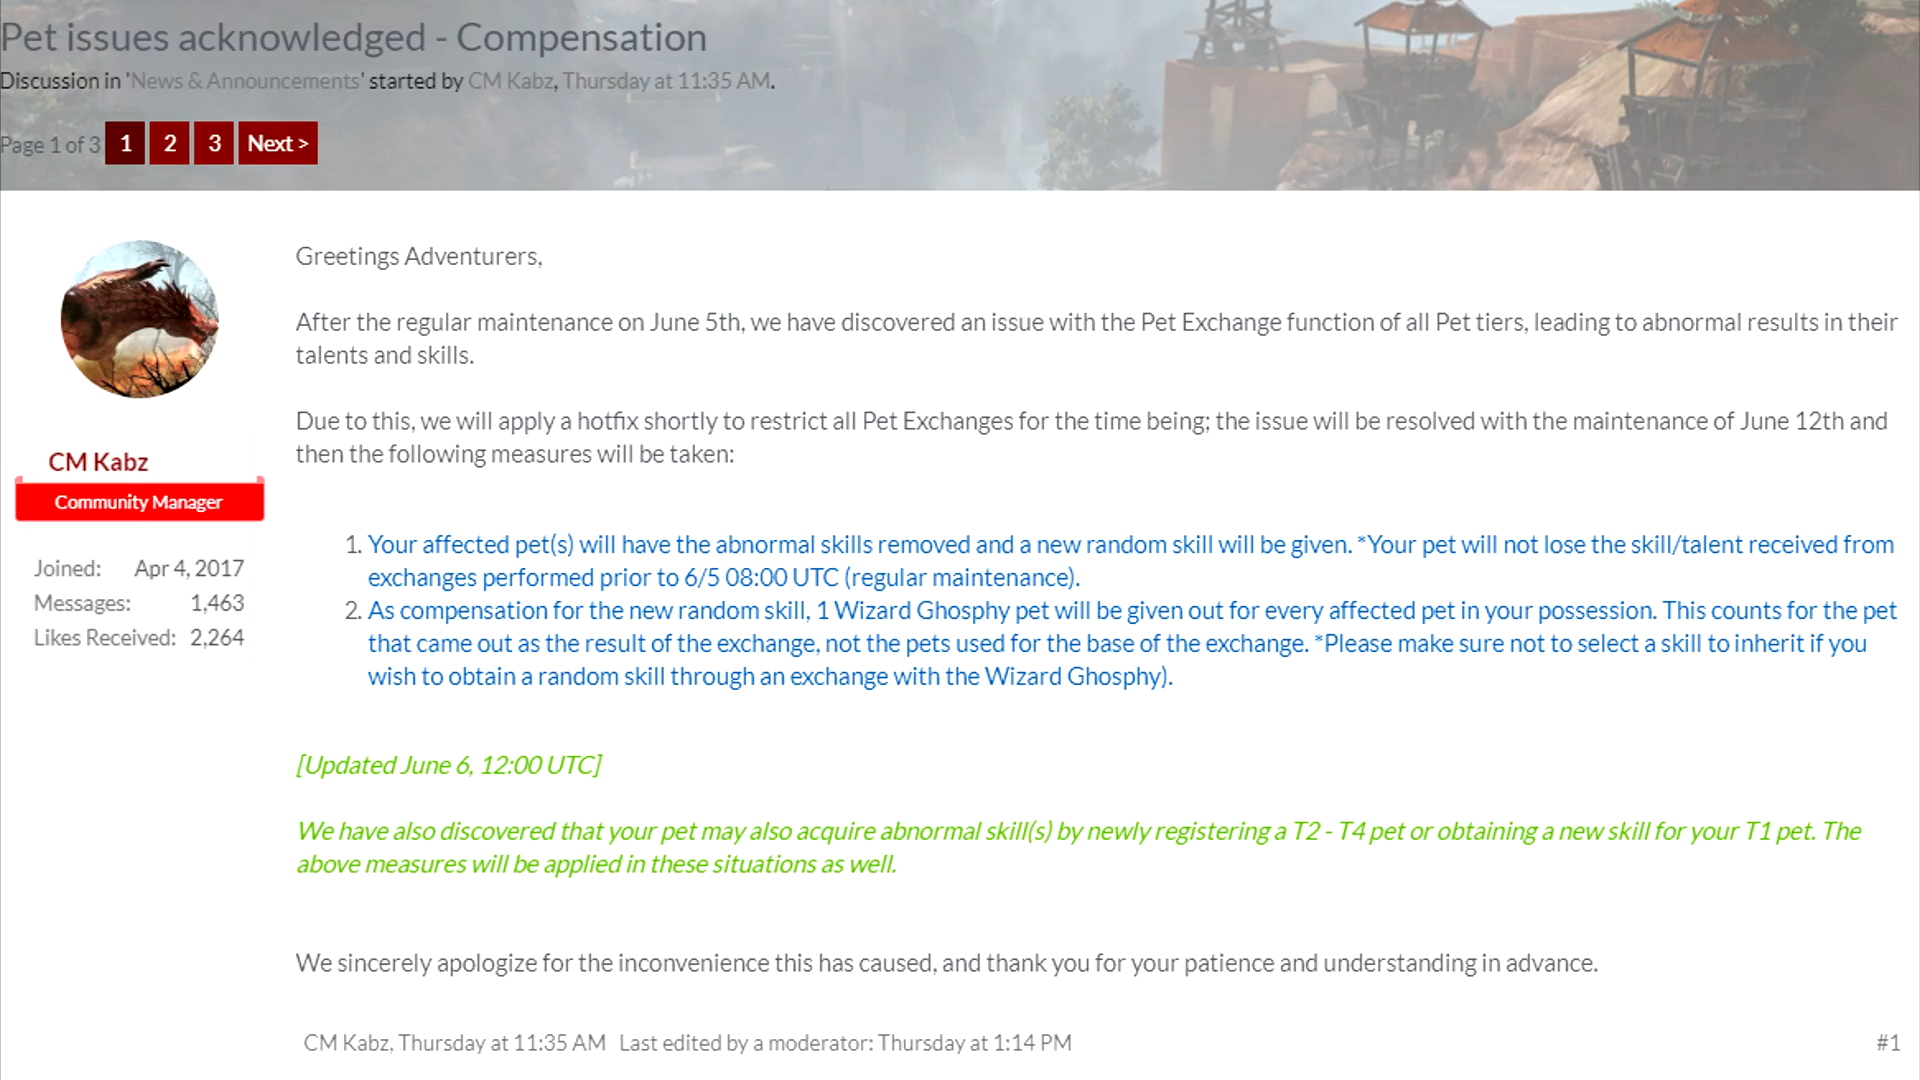 Pet issues acknowledged - Compensation
Discussion in 'News & Announcements' started by CM Kabz, Thursday at 11:35 AM.
Page 1 of 3 1 2 3 Next >
Greetings Adventurers,
After the regular maintenance on June 5th, we have discovered an issue with the Pet Exchange function of all Pet tiers, leading to abnormal results in their
talents and skills.
Due to this, we will apply a hotfix shortly to restrict all Pet Exchanges for the time being; the issue will be resolved with the maintenance of June 12th and
then the following measures will be taken:
CM Kabz
Community Manager
Joined: Apr 4, 2017
Messages: 1,463
Likes Received: 2,264
1. Your affected pet(s) will have the abnormal skills removed and a new random skill will be given. *Your pet will not lose the skill/talent received from
exchanges performed prior to 6/5 08:00 UTC (regular maintenance).
2. As compensation for the new random skill, 1 Wizard Ghosphy pet will be given out for every affected pet in your possession. This counts for the pet
that came out as the result of the exchange, not the pets used for the base of the exchange. *Please make sure not to select a skill to inherit if you
wish to obtain a random skill through an exchange with the Wizard Ghosphy).
[Updated June 6, 12:00 UTC]
We have also discovered that your pet may also acquire abnormal skill(s) by newly registering a T2 - T4 pet or obtaining a new skill for your T1 pet. The
above measures will be applied in these situations as well.
We sincerely apologize for the inconvenience this has caused, and thank you for your patience and understanding in advance.
CM Kabz, Thursday at 11:35 AM Last edited by a moderator: Thursday at 1:14 PM #1